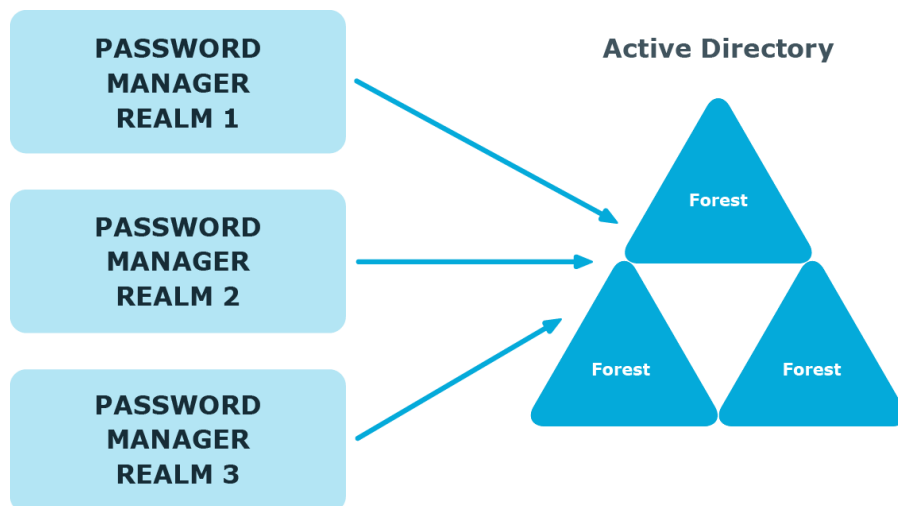 PASSWORD
MANAGER
REALM 1
Active Directory
PASSWORD
MANAGER
REALM 2
Forest
PASSWORD
MANAGER
REALM 3
Forest
Forest